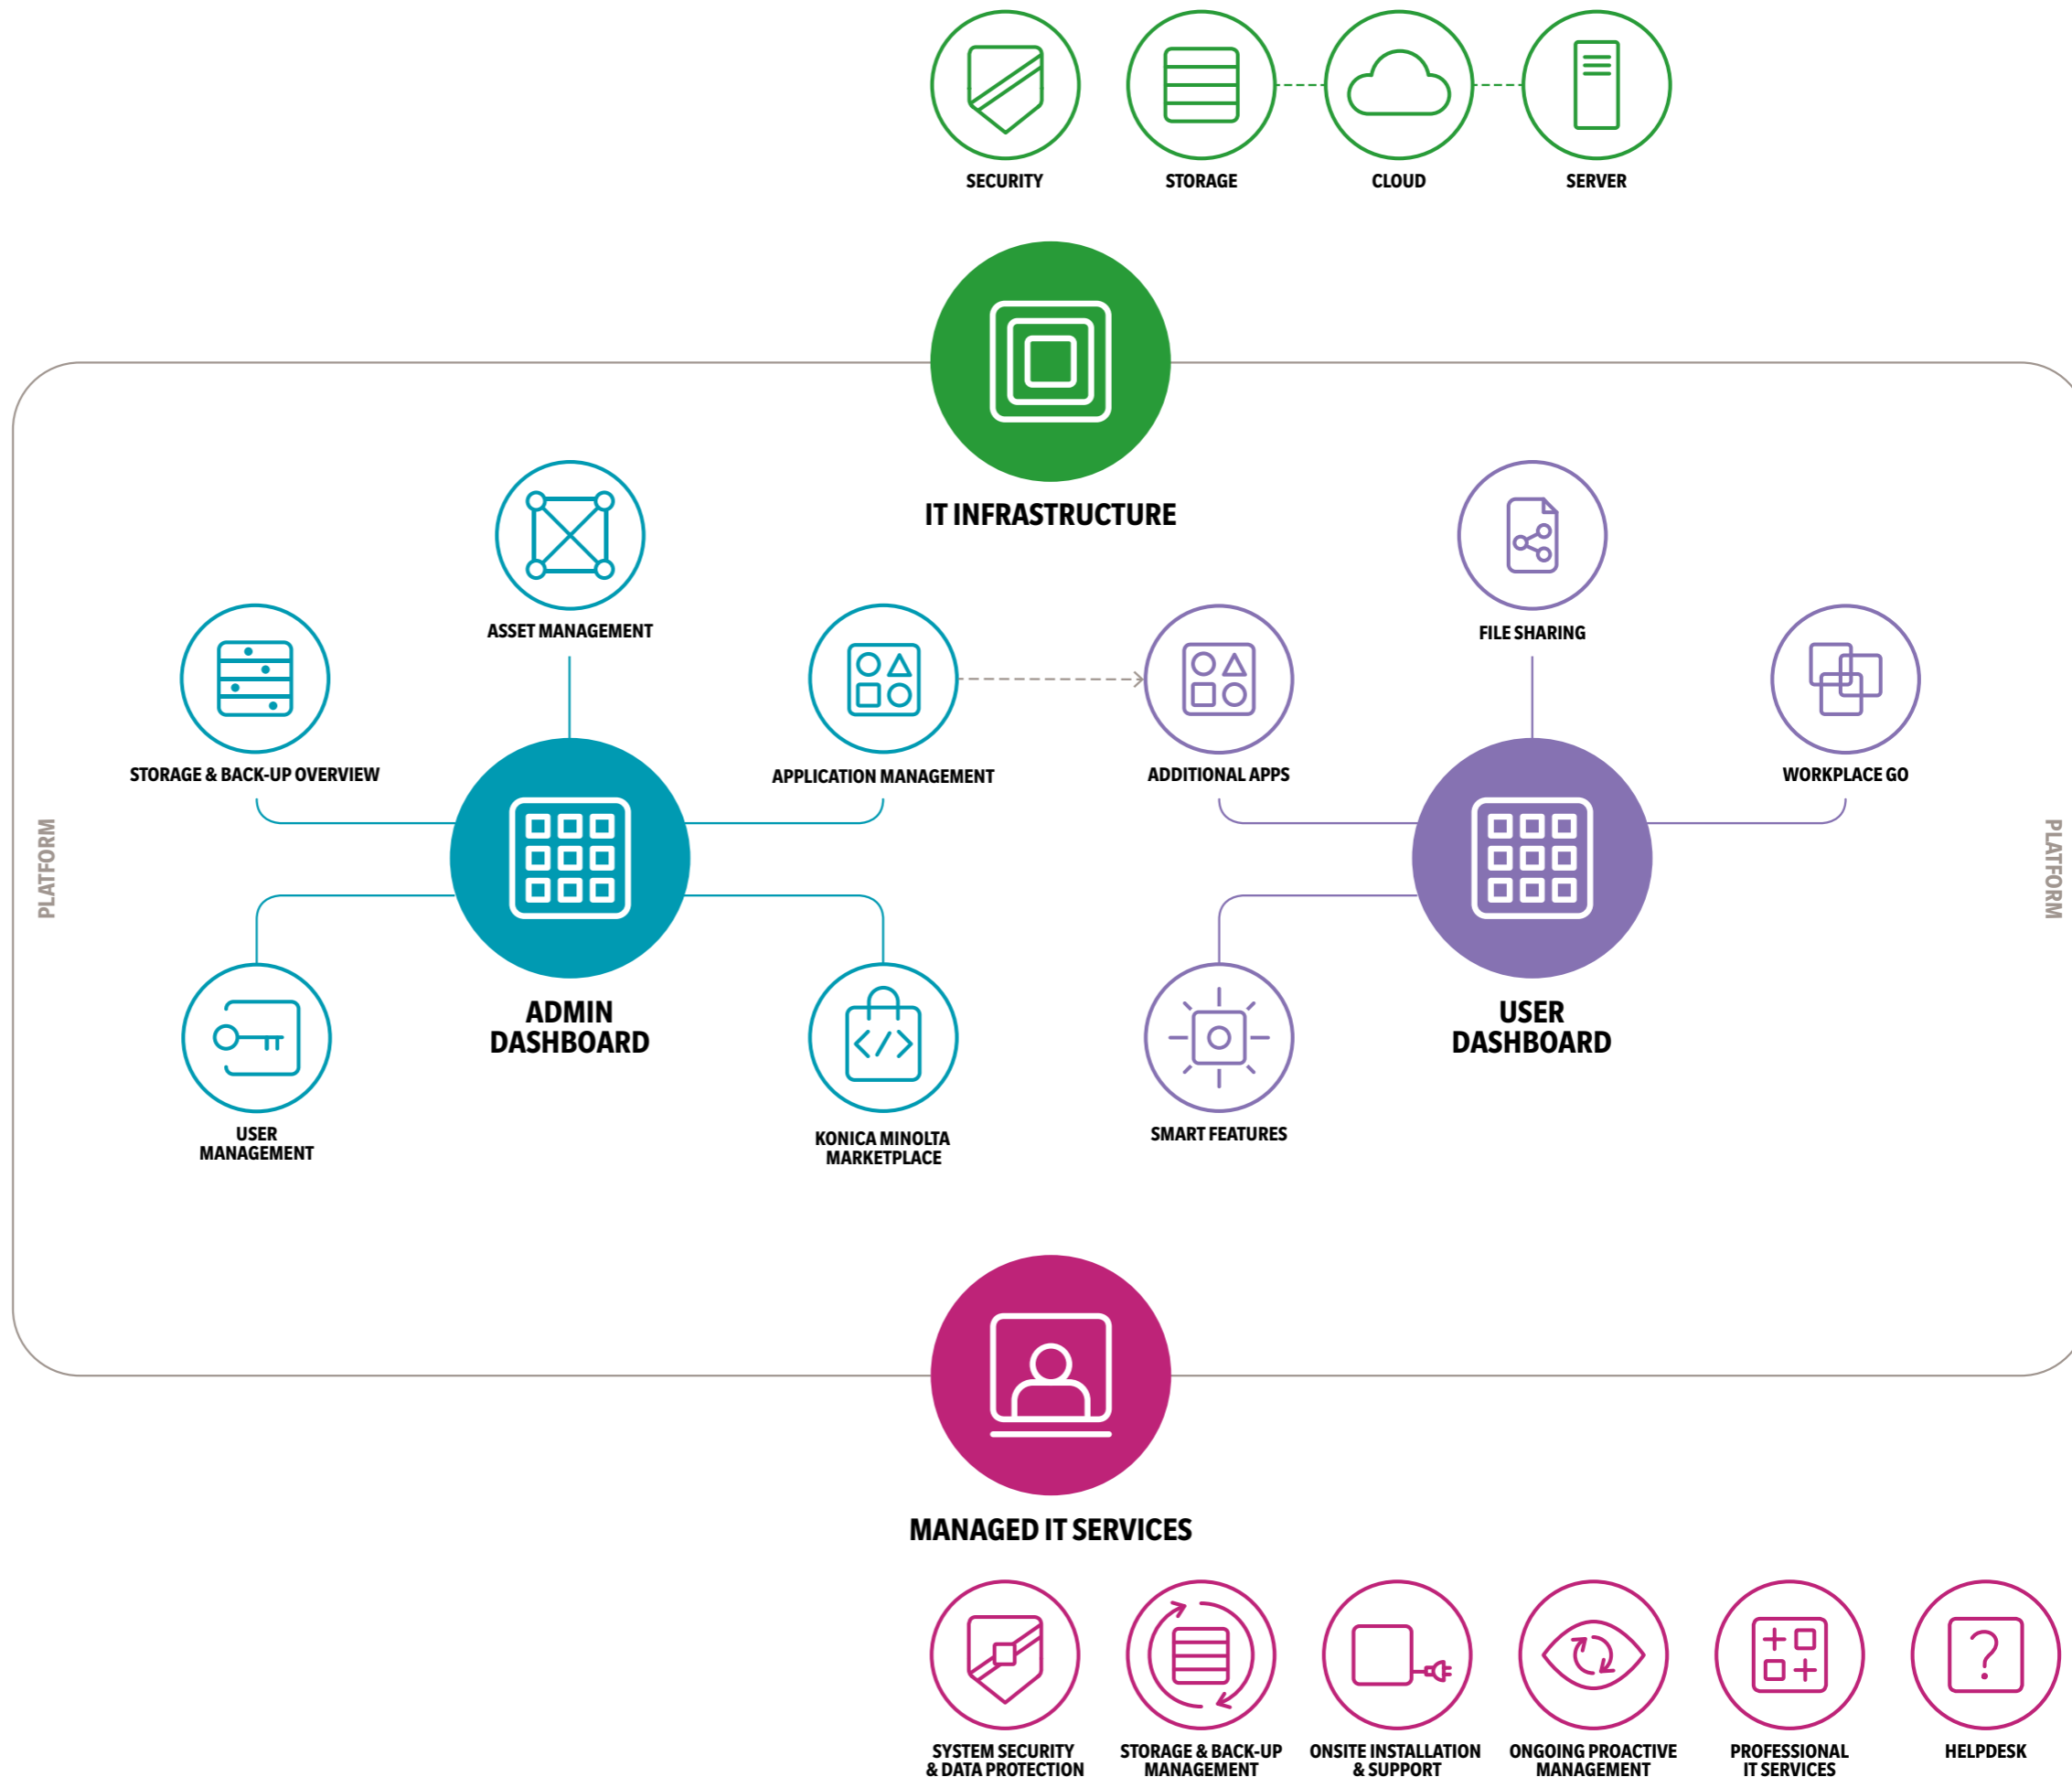 SECURITY
STORAGE
CLOUD
SERVER
IT INFRASTRUCTURE
ASSET MANAGEMENT
FILE SHARING
STORAGE & BACK-UP OVERVIEW
APPLICATION MANAGEMENT
ADDITIONAL APPS
WORKPLACE GO
PLATFORM
PLATFORM
ADMIN
DASHBOARD
USER
DASHBOARD
USER
MANAGEMENT
KONICA MINOLTA
MARKETPLACE
SMART FEATURES
MANAGED IT SERVICES
SYSTEM SECURITY
& DATA PROTECTION
STORAGE & BACK-UP
MANAGEMENT
ONSITE INSTALLATION
& SUPPORT
ONGOING PROACTIVE
MANAGEMENT
PROFESSIONAL
IT SERVICES
HELPDESK